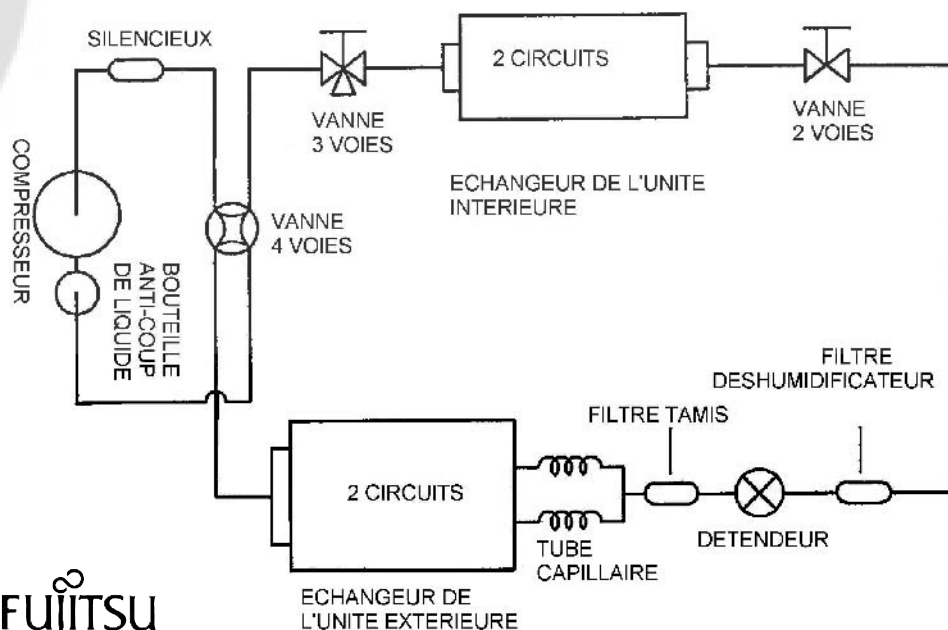 SILENCIEUX
2 CIRCUITS
VANNE
3 VOIES
VANNE
2 VOIES
COMPRESSEUR
ECHANGEUR DE L'UNITE
INTERIEURE
VANNE
4 VOIES
BOUTEILLE
ANTI-COUP
DE LIQUIDE
FILTRE
DESHUMIDIFICATEUR
FILTRE TAMIS
2 CIRCUITS
DETENDEUR
TUBE
CAPILLAIRE
ECHANGEUR DE
L'UNITE EXTERIEURE
FUJITSU